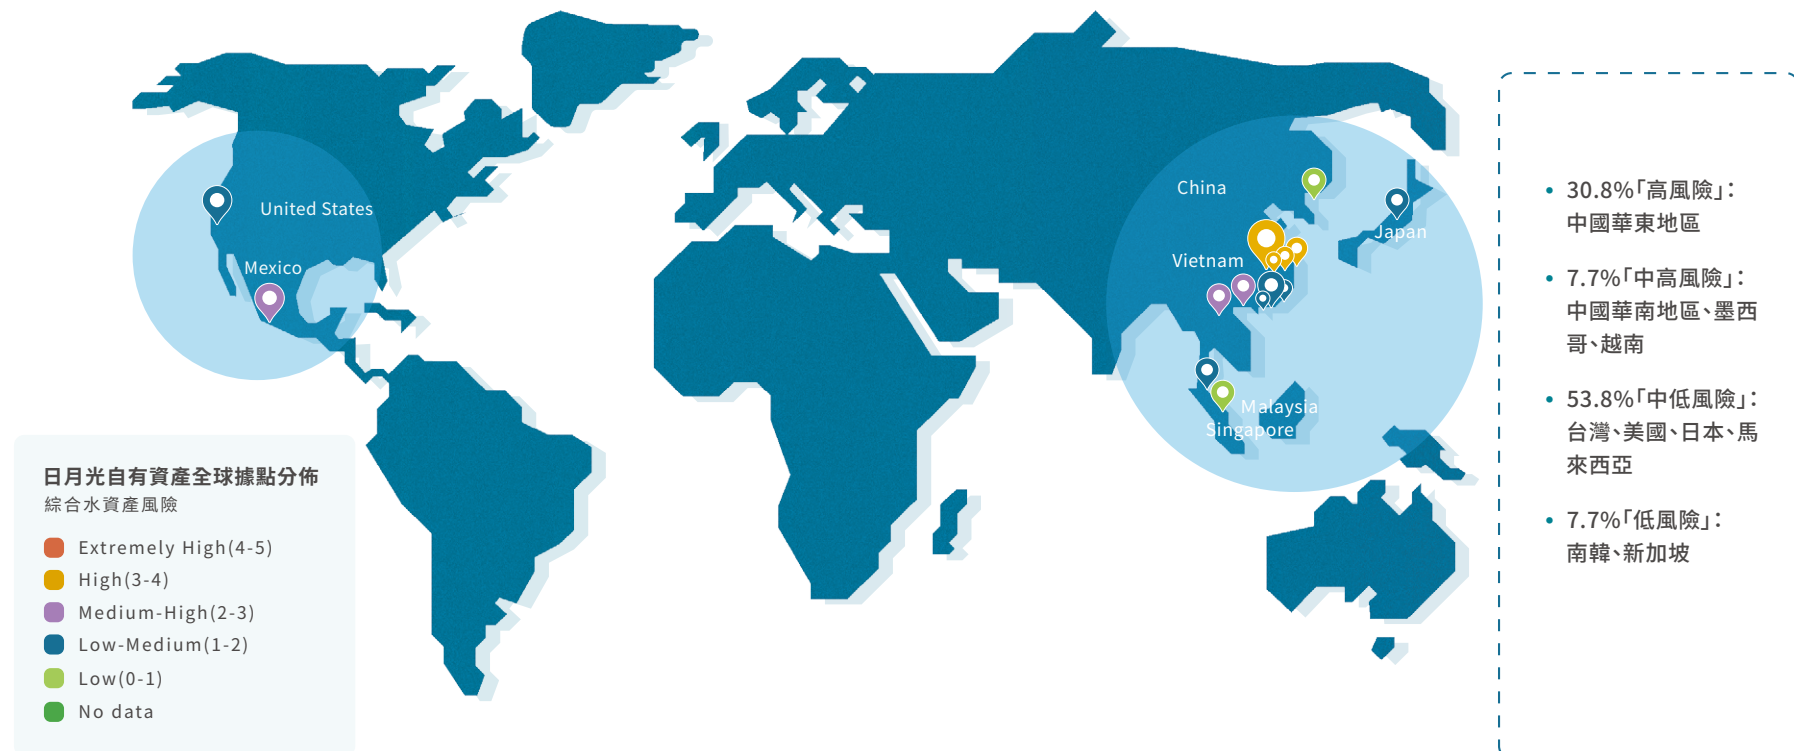 United States
Mexico
China
Japan
Vietnam
Malaysia
Singapore
日月光自有資產全球據點分佈
綜合水資產風險
Extremely High(4-5)
High(3-4)
Medium-High(2-3)
Low-Medium(1-2)
Low(0-1)
No data
• 30.8%「高風險」：
中國華東地區
• 7.7%「中高風險」：
中國華南地區、墨西
哥、越南
• 53.8%「中低風險」：
台灣、美國、日本、馬
來西亞
• 7.7%「低風險」：
南韓、新加坡